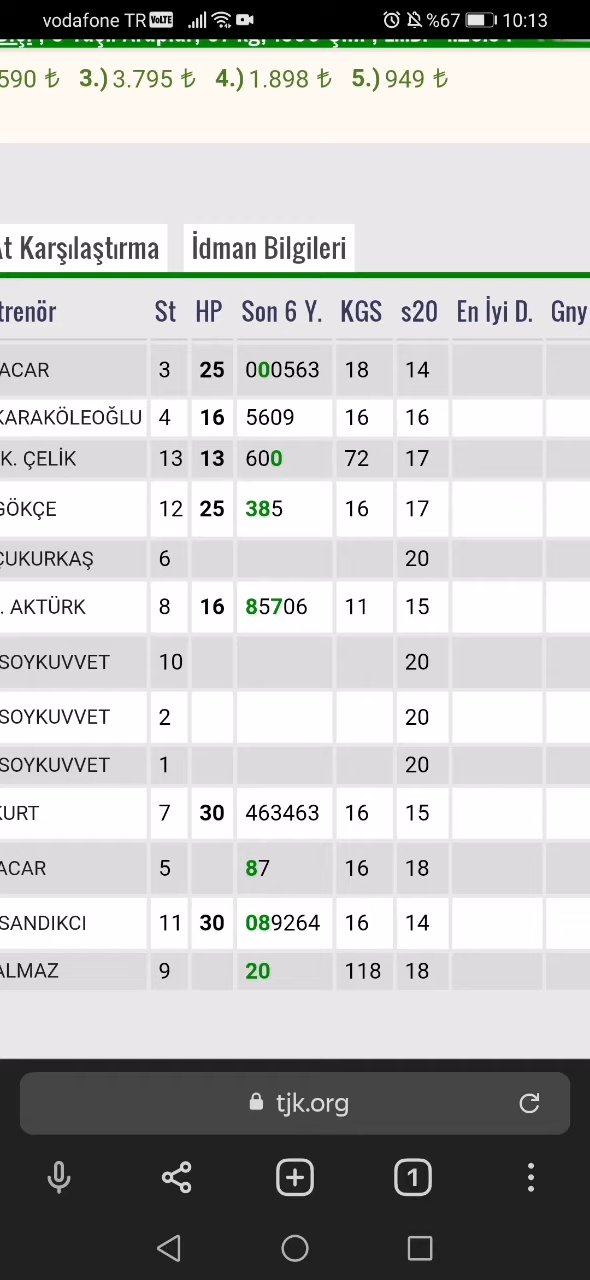 vodafone TR VoLTE %67 10:13
590 ₺ 3.) 3.795 ₺ 4.) 1.898 ₺ 5.) 949 ₺
At Karşılaştırma İdman Bilgileri
trenör St HP Son 6 Y. KGS s20 En İyi D. Gny
ACAR 3 25 000563 18 14
KARAKÖLEOĞLU 4 16 5609 16 16
K. ÇELİK 13 13 600 72 17
GÖKÇE 12 25 385 16 17
ÇUKURKAŞ 6 20
. AKTÜRK 8 16 85706 11 15
SOYKUVVET 10 20
SOYKUVVET 2 20
SOYKUVVET 1 20
KURT 7 30 463463 16 15
ACAR 5 87 16 18
SANDIKCI 11 30 089264 16 14
ALMAZ 9 20 118 18
tjk.org
1